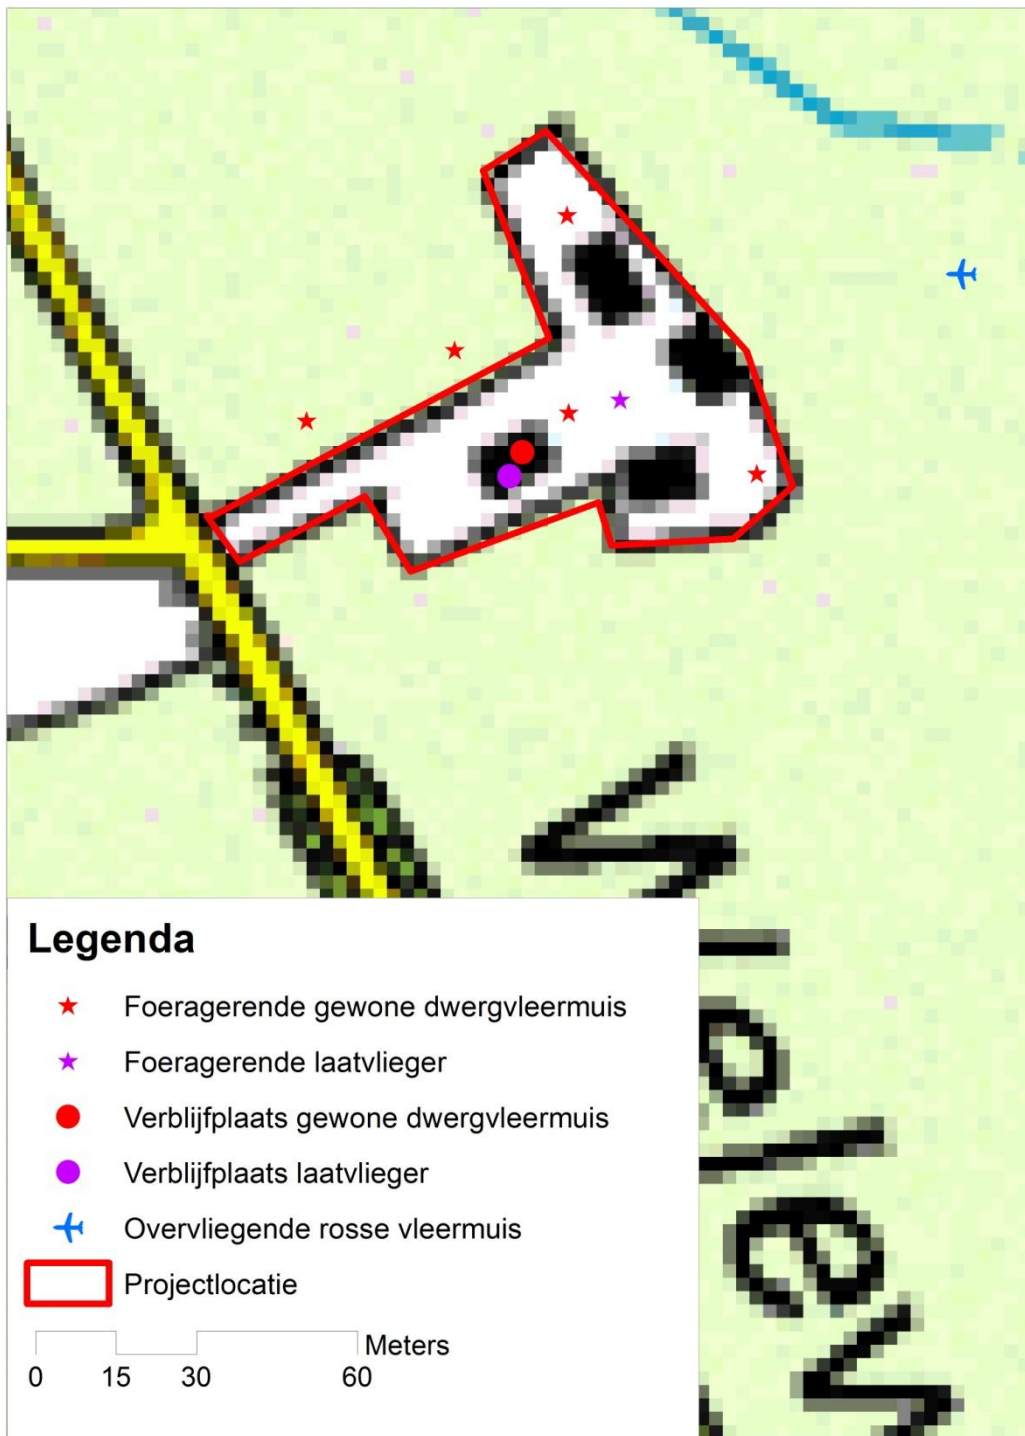 Legenda
Foeragerende gewone dwergvleermuis
Foeragerende laatvlieger
Verblijfplaats gewone dwergvleermuis
Verblijfplaats laatvlieger
Overvliegende rosse vleermuis
Projectlocatie
Meters
0 15 30 60